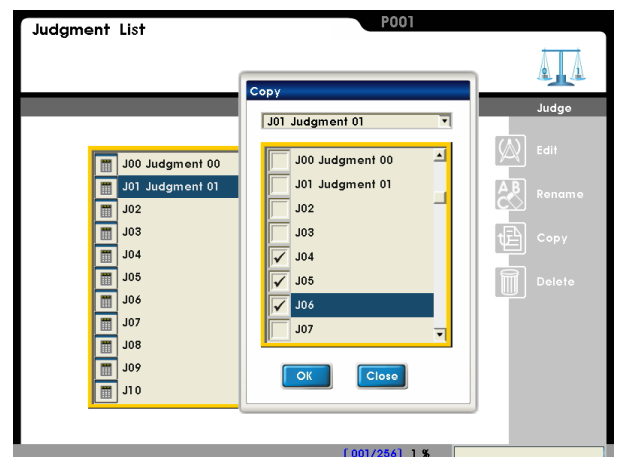 Judgment List
P001
Judge
Edit
Rename
Copy
Delete
J00 Judgment 00
J01 Judgment 01
J02
J03
J04
J05
J06
J07
J08
J09
J10
Copy
J01 Judgment 01
J00 Judgment 00
J01 Judgment 01
J02
J03
J04
J05
J06
J07
OK
Close
[001/256] 1 %